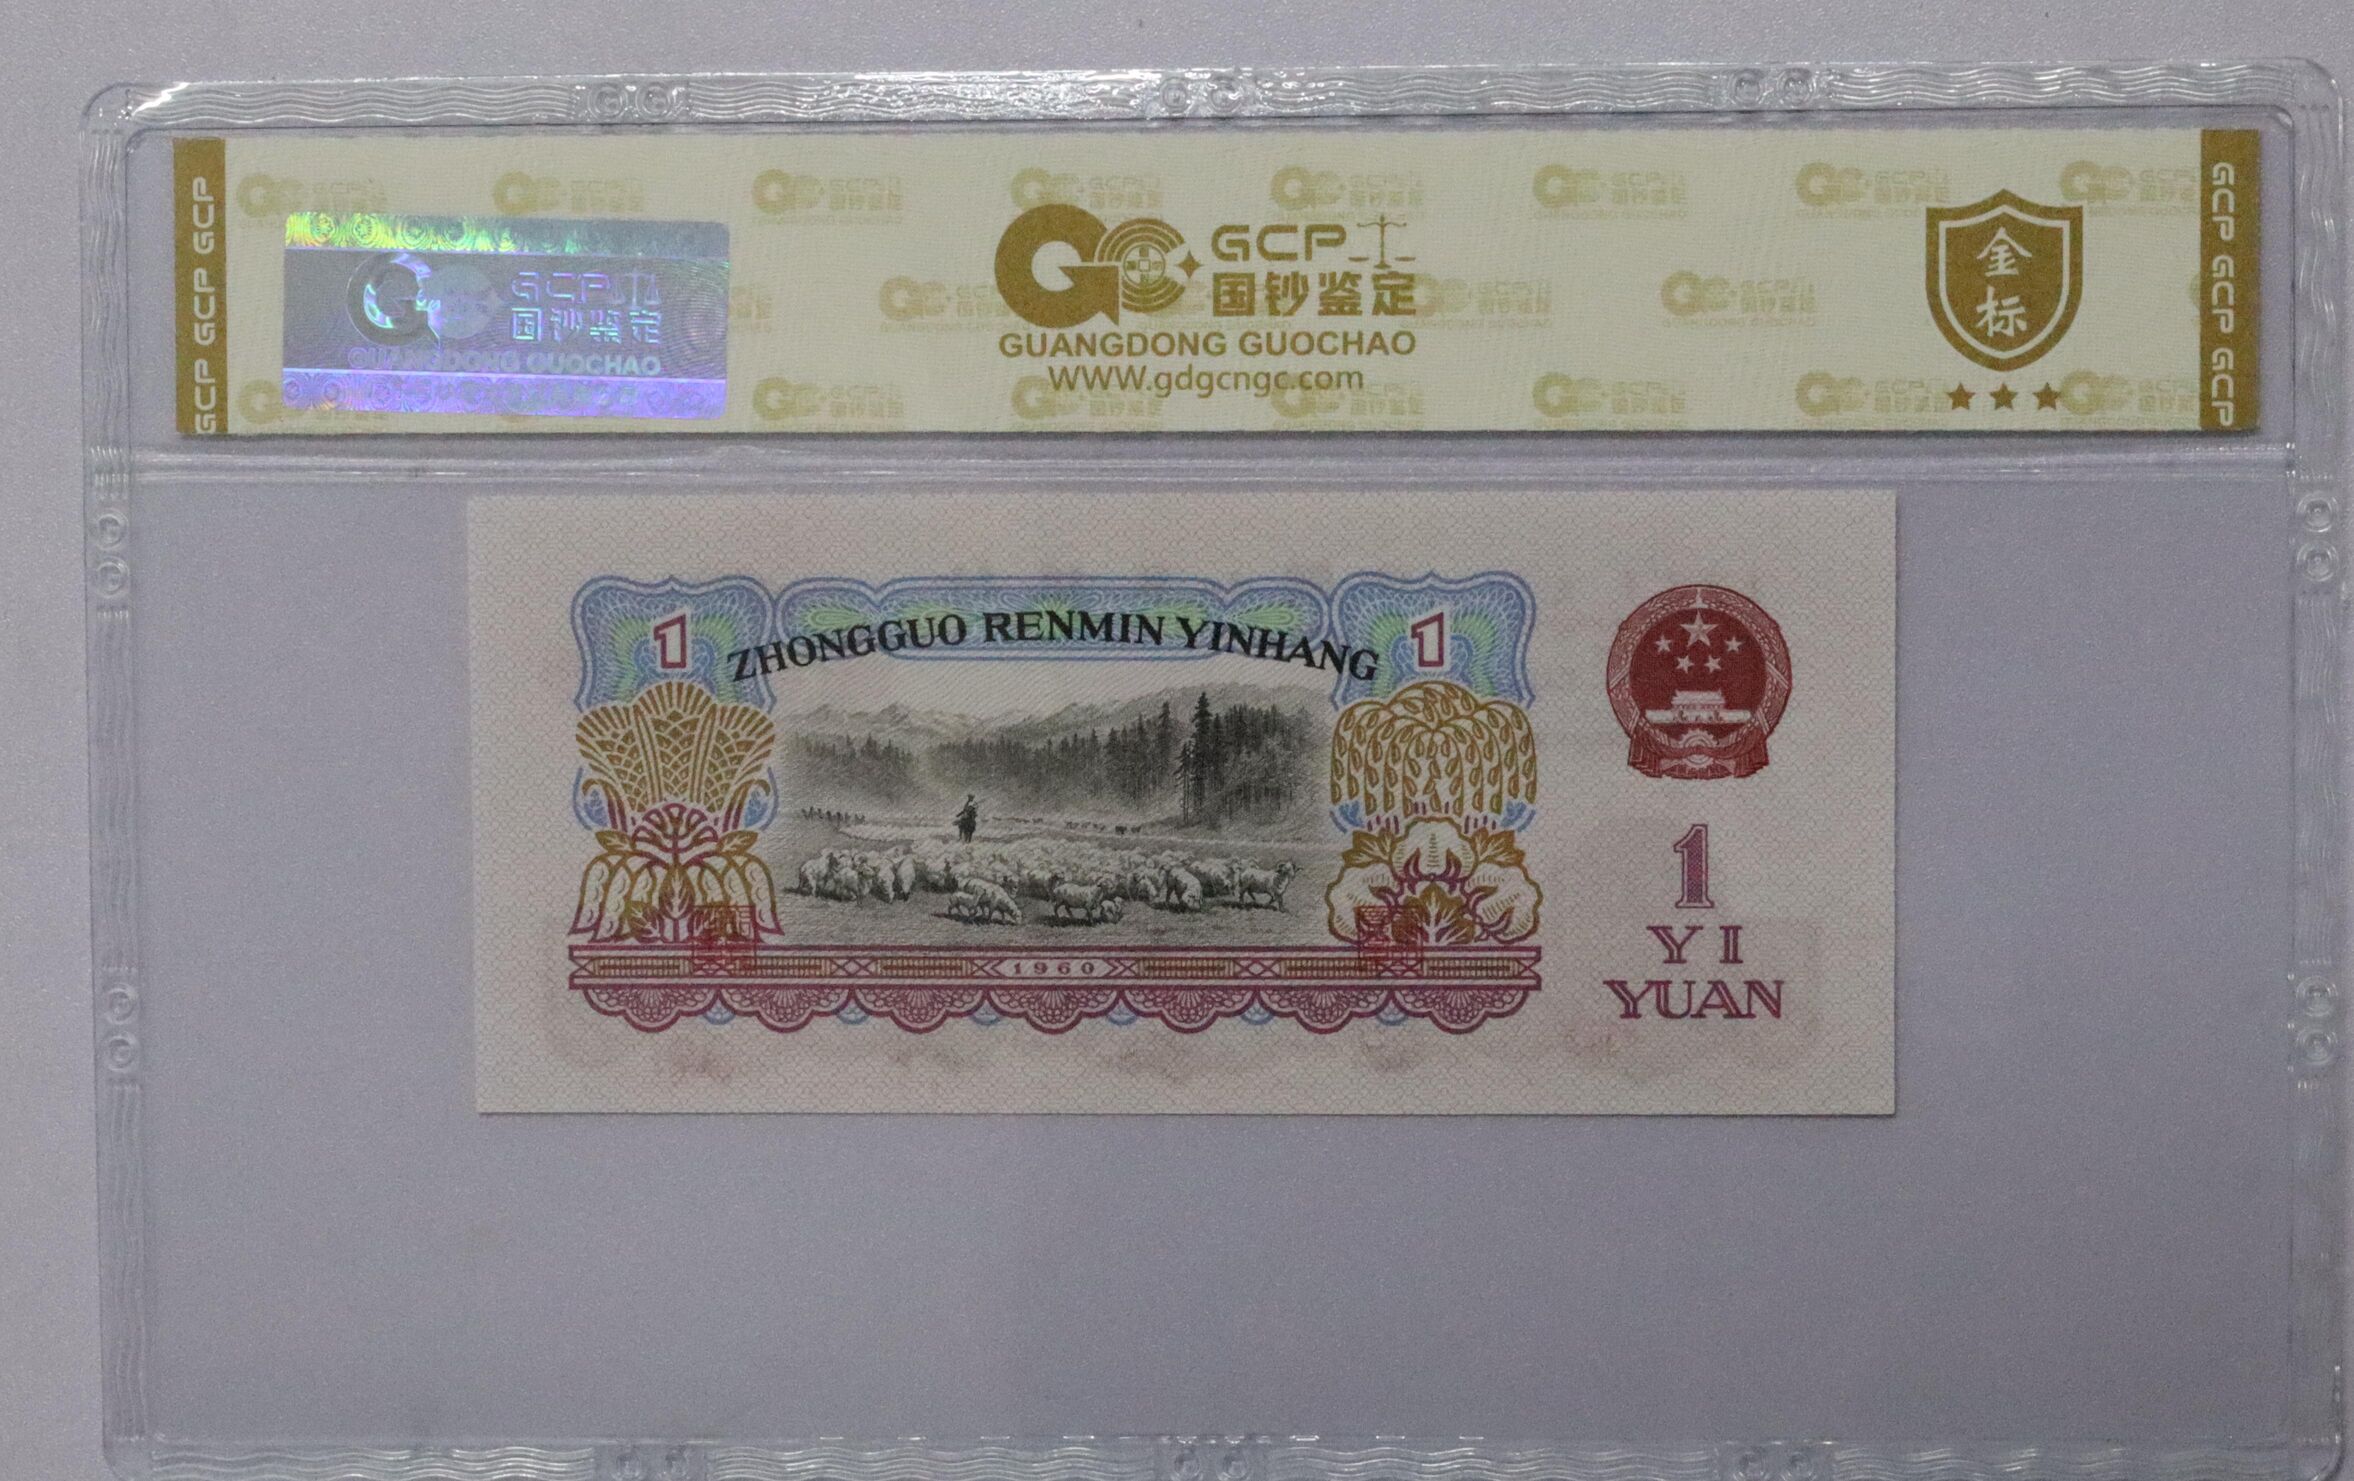 GCP GCP GCP
GCP
国钞鉴定
GUANGDONG GUOCHAO
GCP
国钞鉴定
GUANGDONG GUOCHAO
WWW.gdgcngc.com
金
标
GCP GCP GCP
1
ZHONGGUO RENMIN YINHANG
1
1960
1
YI
YUAN